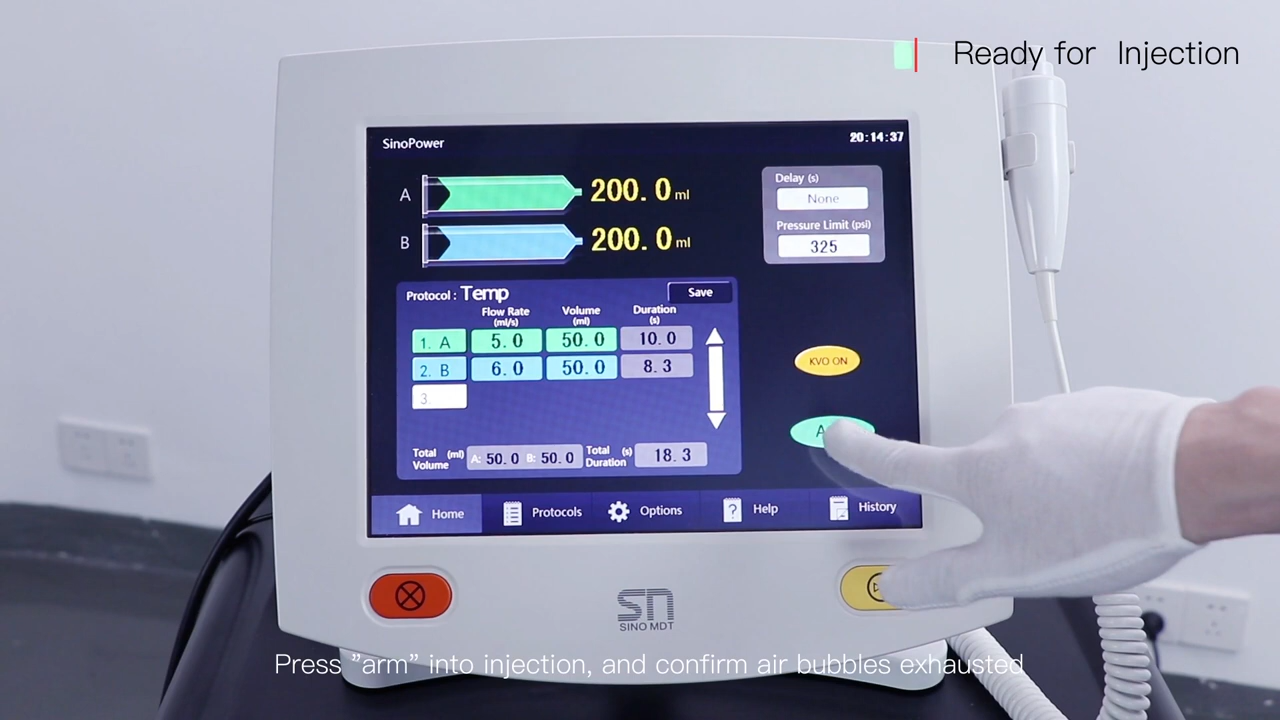 Ready for Injection
SinoPower
20:14:37
A
200.0 ml
B
200.0 ml
Delay (s)
None
Pressure Limit (psi)
325
Protocol : Temp
Save
Flow Rate (ml/s)
Volume (ml)
Duration (s)
1. A 5.0 50.0 10.0
2. B 6.0 50.0 8.3
3.
Total Volume (ml) A: 50.0 B: 50.0
Total Duration (s) 18.3
KVO ON
Home
Protocols
Options
Help
History
SINO MDT
Press "arm" into injection, and confirm air bubbles exhausted